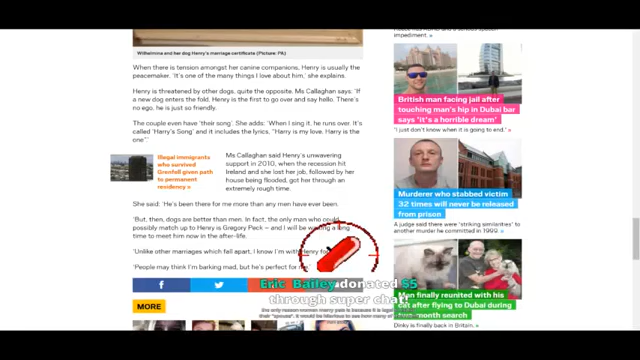 Wilhelmina and her dog Henry's marriage certificate (Picture: PA)
When there is tension amongst her canine companions, Henry is usually the
peacemaker. 'It's one of the many things I love about him,' she explains.
Henry is threatened by other dogs, quite the opposite. Ms Callaghan says: 'If
a new dog enters the fold, Henry is the first to go over and say hello. There's
no ego, he is just so friendly.
The couple even have 'their song'. She adds: 'When I sing it, he runs over. It's
called 'Harry's Song' and it includes the lyrics, "Harry is my love. Harry is the
one".'
Illegal immigrants
who survived
Grenfell given path
to permanent
residency »
Ms Callaghan said Henry's unwavering
support in 2010, when the recession hit
Ireland and she lost her job, followed by her
house being flooded, got her through an
extremely rough time.
She said: 'He's been there for me more than any men have ever been.
'But, then, dogs are better than men. In fact, the only man who could
possibly match up to Henry is Gregory Peck – and I will be waiting a long
time to meet him now in the after-life.
'Unlike other marriages which fall apart, I know I'm with Henry for
'People may think I'm barking mad, but he's perfect for me.'
MORE
Eric Bailey donated $5
through super chat!
impediment. »
British man facing jail after
touching man's hip in Dubai bar
says 'it's a horrible dream'
'I just don't know when it is going to end.' »
Murderer who stabbed victim
32 times will never be released
from prison
A judge said there were 'striking similarities' to
another murder he committed in 1999. »
Man finally reunited with his
cat after flying to Dubai during
month search
Dinky is finally back in Britain. »